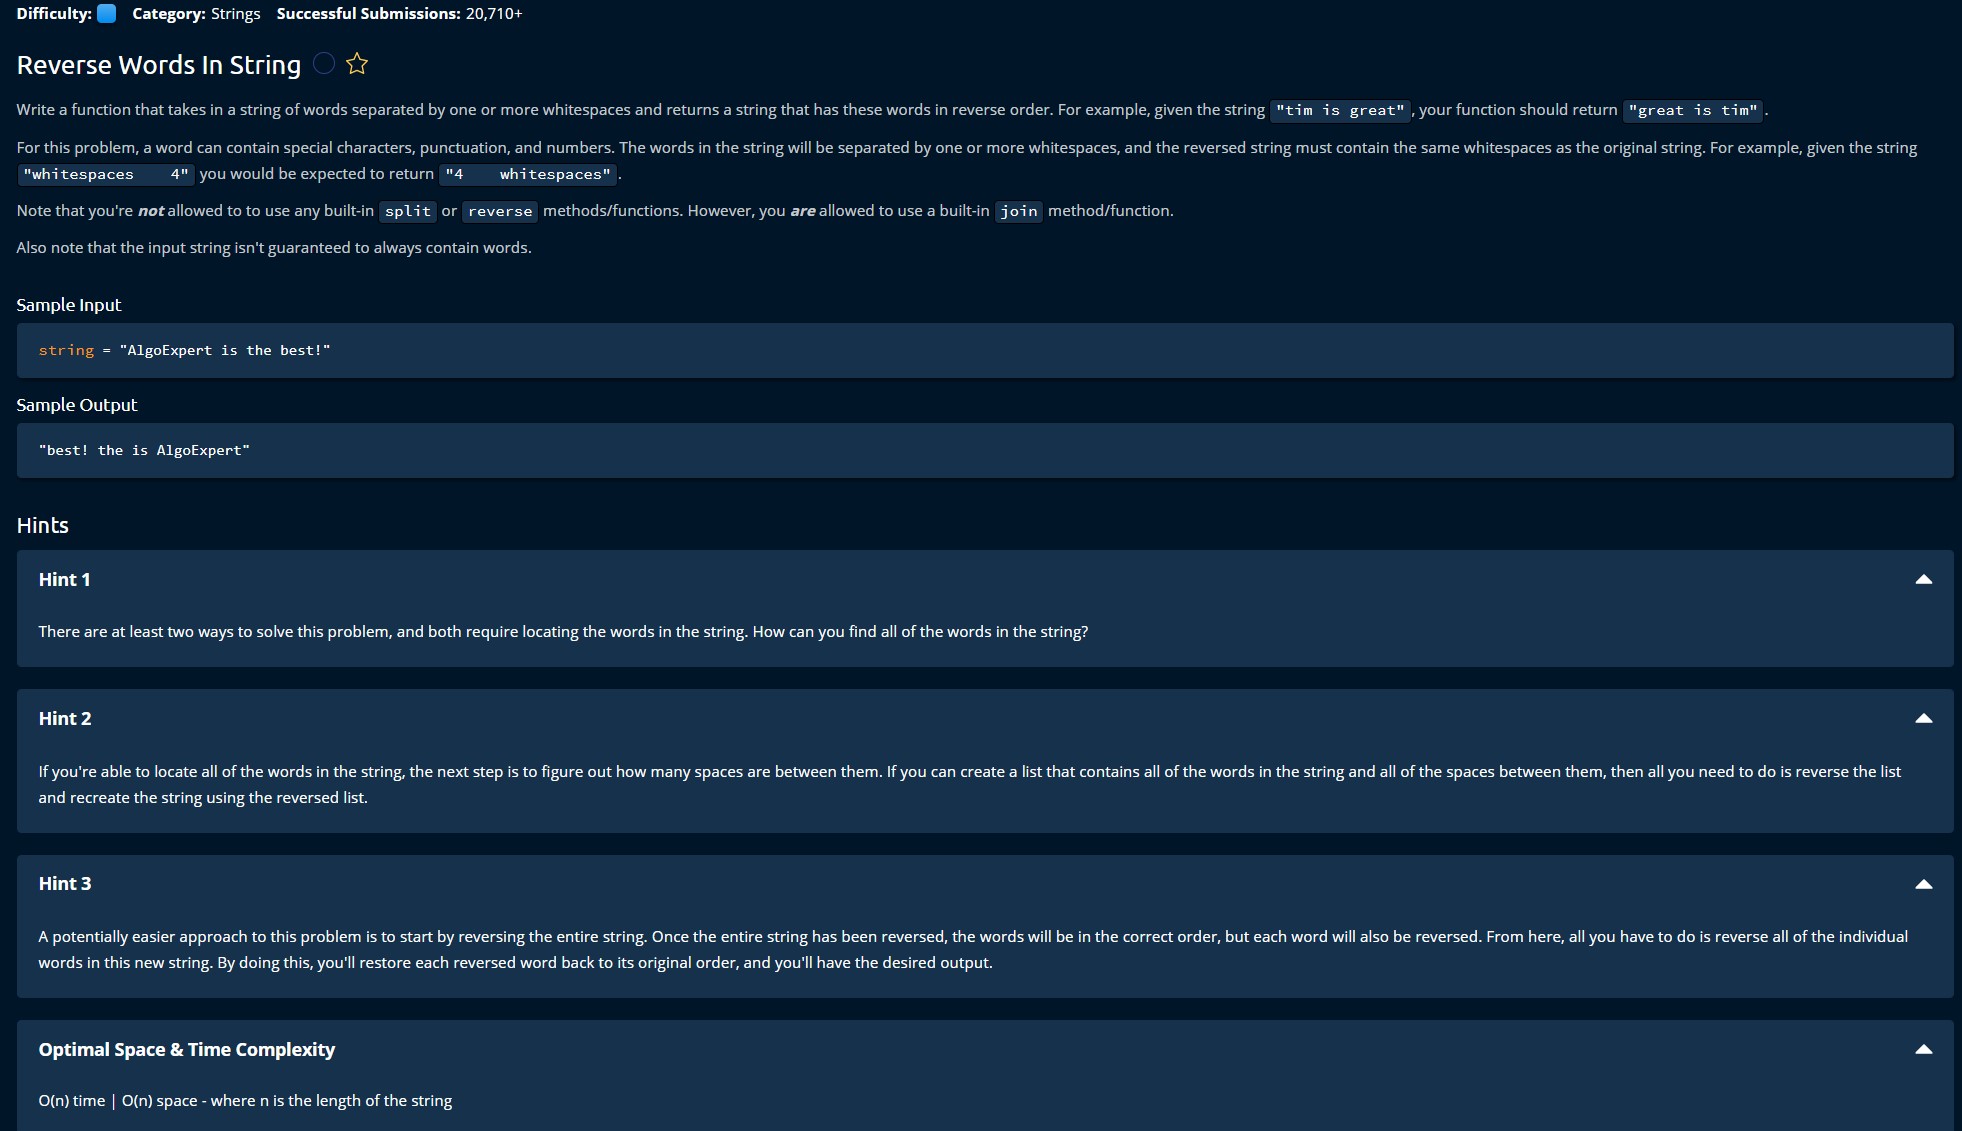 Difficulty: Category: Strings Successful Submissions: 20,710+
Reverse Words In String
Write a function that takes in a string of words separated by one or more whitespaces and returns a string that has these words in reverse order. For example, given the string "tim is great", your function should return "great is tim".
For this problem, a word can contain special characters, punctuation, and numbers. The words in the string will be separated by one or more whitespaces, and the reversed string must contain the same whitespaces as the original string. For example, given the string
"whitespaces    4" you would be expected to return "4    whitespaces".
Note that you're not allowed to to use any built-in split or reverse methods/functions. However, you are allowed to use a built-in join method/function.
Also note that the input string isn't guaranteed to always contain words.
Sample Input
string = "AlgoExpert is the best!"
Sample Output
"best! the is AlgoExpert"
Hints
Hint 1
There are at least two ways to solve this problem, and both require locating the words in the string. How can you find all of the words in the string?
Hint 2
If you're able to locate all of the words in the string, the next step is to figure out how many spaces are between them. If you can create a list that contains all of the words in the string and all of the spaces between them, then all you need to do is reverse the list
and recreate the string using the reversed list.
Hint 3
A potentially easier approach to this problem is to start by reversing the entire string. Once the entire string has been reversed, the words will be in the correct order, but each word will also be reversed. From here, all you have to do is reverse all of the individual
words in this new string. By doing this, you'll restore each reversed word back to its original order, and you'll have the desired output.
Optimal Space & Time Complexity
O(n) time | O(n) space - where n is the length of the string